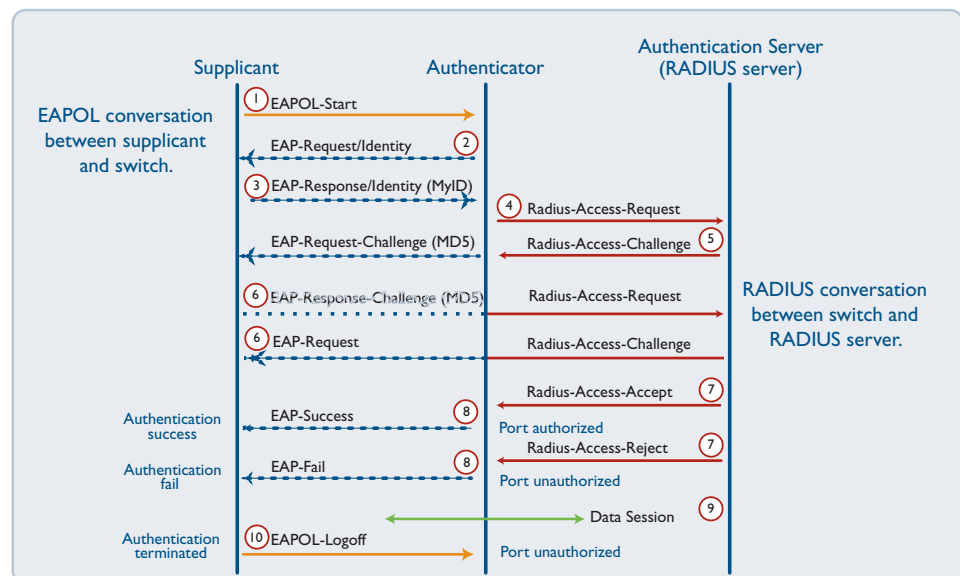 Authentication Server
(RADIUS server)
Supplicant
Authenticator
EAPOL conversation
between supplicant
and switch.
1 EAPOL-Start
EAP-Request/Identity 2
3 EAP-Response/Identity (MyID)
4 Radius-Access-Request
EAP-Request-Challenge (MD5)
Radius-Access-Challenge 5
6 EAP-Response-Challenge (MD5)
Radius-Access-Request
RADIUS conversation
between switch and
RADIUS server.
6 EAP-Request
Radius-Access-Challenge
Radius-Access-Accept 7
Authentication
success
EAP-Success 8
Port authorized
Radius-Access-Reject 7
Authentication
fail
EAP-Fail 8
Port unauthorized
Data Session 9
Authentication
terminated
10 EAPOL-Logoff
Port unauthorized